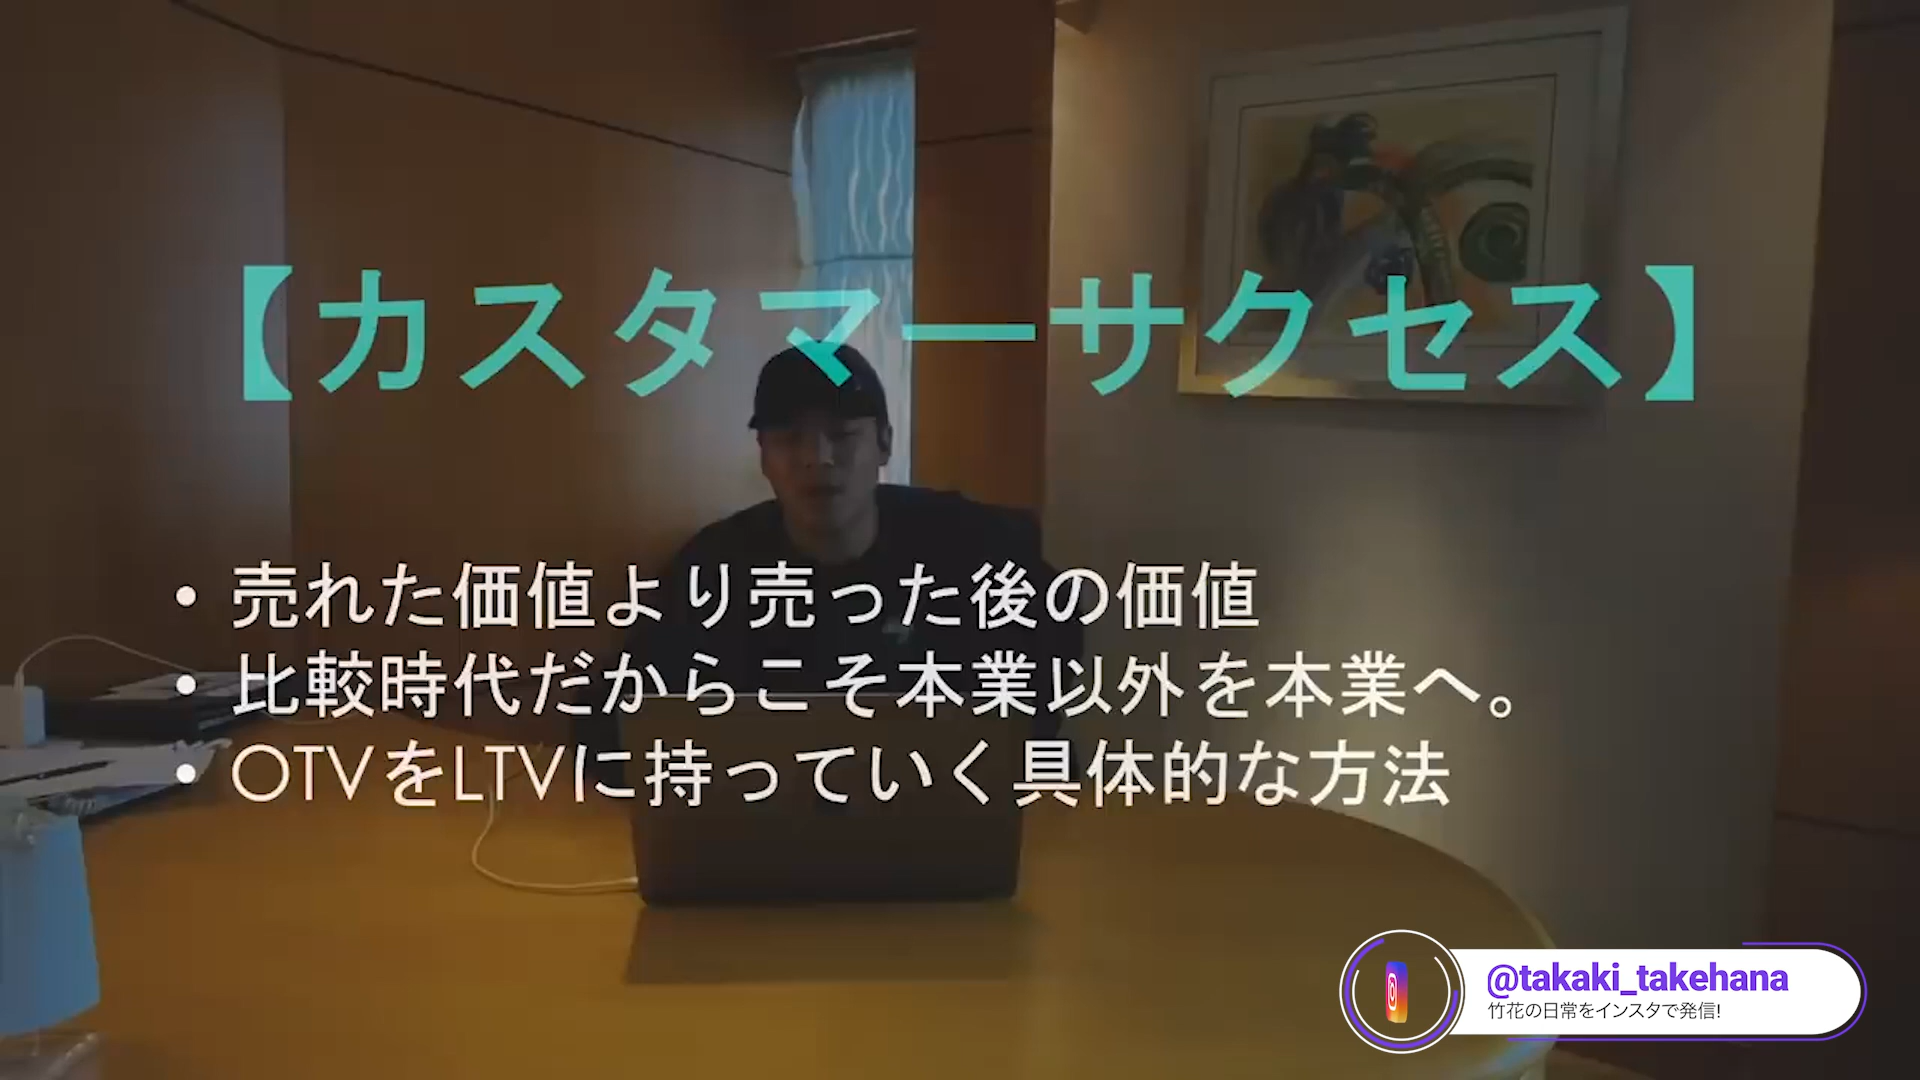 【カスタマーサクセス】
・売れた価値より売った後の価値
・比較時代だからこそ本業以外を本業へ。
・OTVをLTVに持っていく具体的な方法
@takaki_takehana
竹花の日常をインスタで発信!